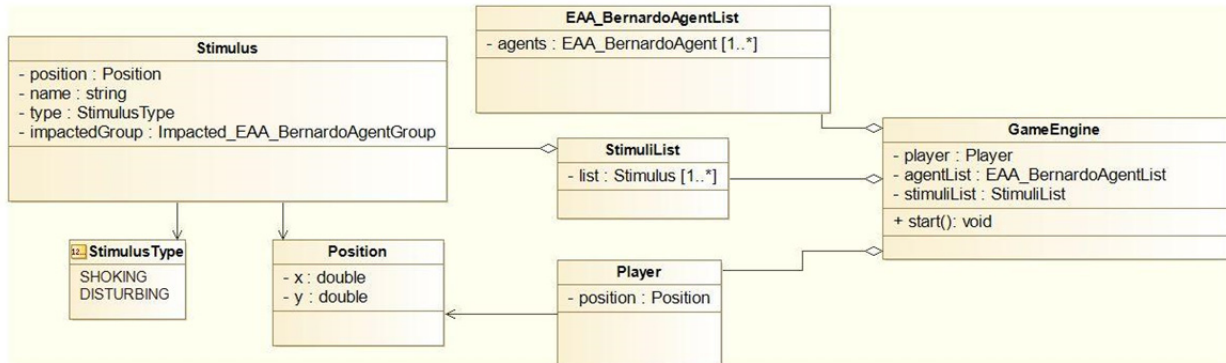 EAA_BernardoAgentList
- agents : EAA_BernardoAgent [1..*]
Stimulus
- position : Position
- name : string
- type : StimulusType
- impactedGroup : Impacted_EAA_BernardoAgentGroup
StimuliList
- list : Stimulus [1..*]
GameEngine
- player : Player
- agentList : EAA_BernardoAgentList
- stimuliList : StimuliList
+ start(): void
StimulusType
SHOKING
DISTURBING
Position
- x : double
- y : double
Player
- position : Position